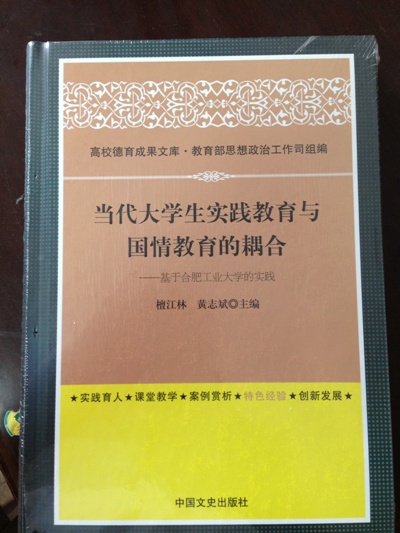 高校德育成果文库·教育部思想政治工作司组编
当代大学生实践教育与
国情教育的耦合
——基于合肥工业大学的实践
檀江林 黄志斌◎主编
★实践育人★课堂教学★案例赏析★特色经验★创新发展★
中国文史出版社